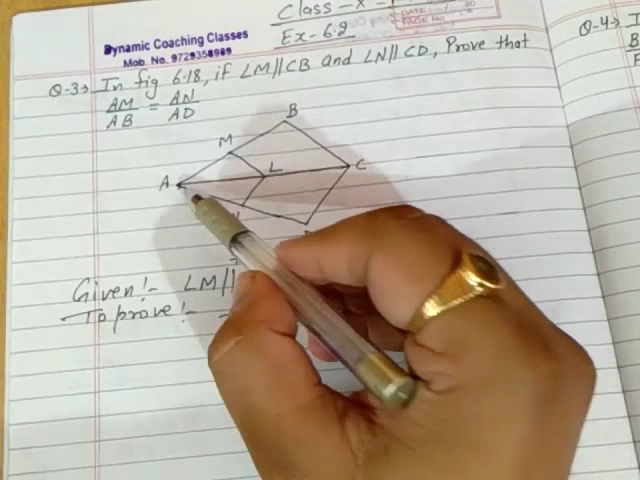 Class - X
Ex-6.2
Dynamic Coaching Classes
Mob. No. 9729358989
Q-3→ In fig 6.18, if LM||CB and LN||CD, Prove that
AM/AB = AN/AD
Q-4→
B
M
L
C
A
Given!- LM||
To prove!-